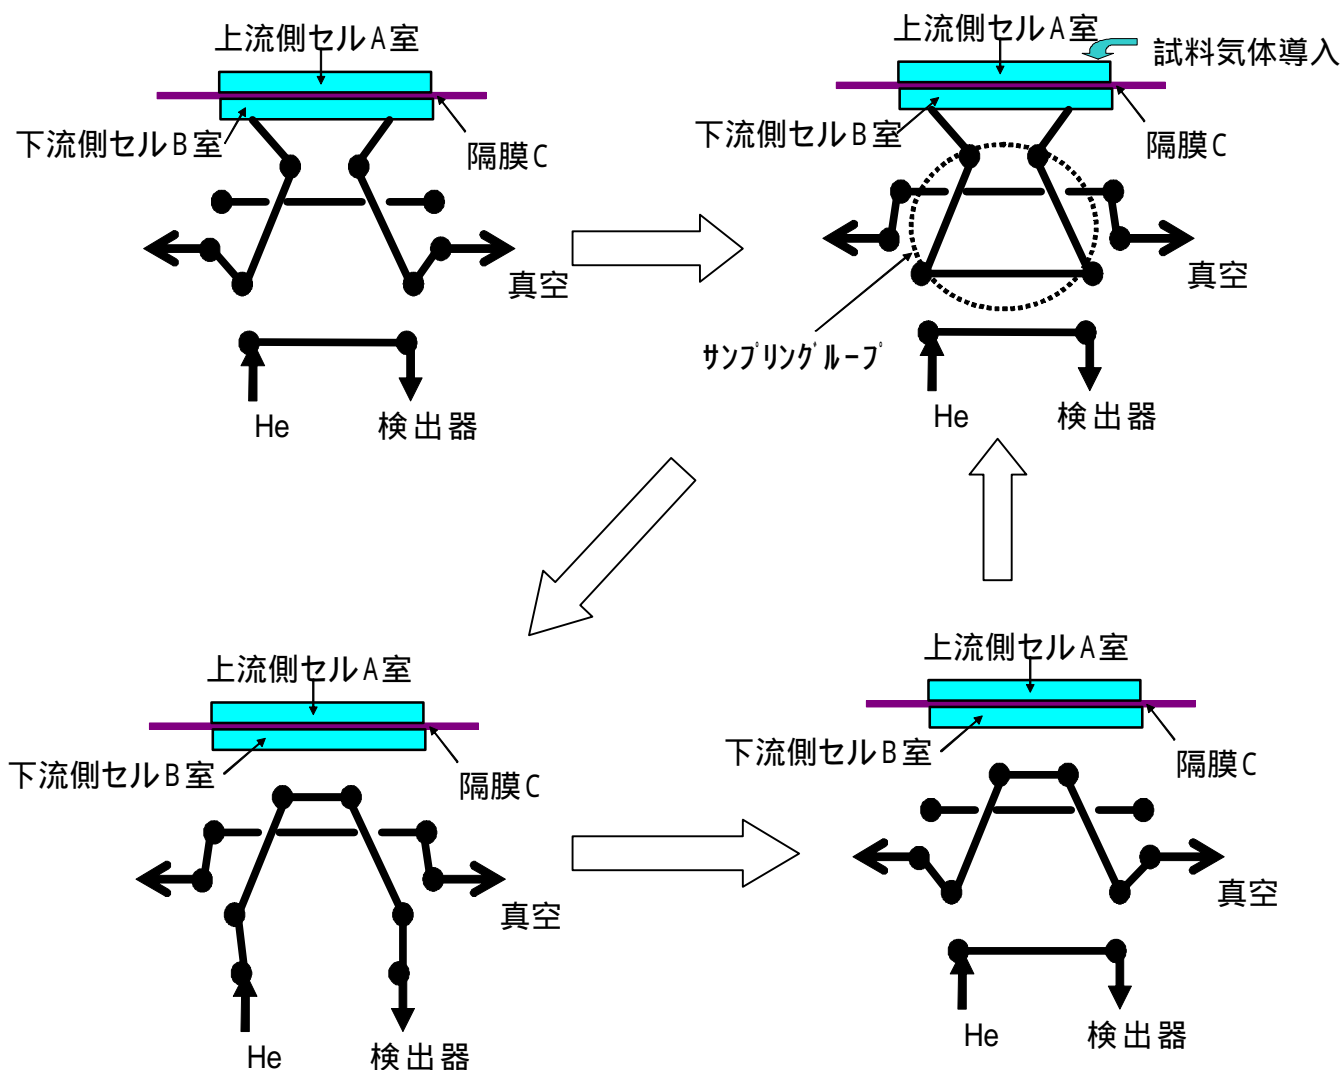 上流側セルA室
下流側セルB室
隔膜C
真空
He
検出器
上流側セルA室
試料気体導入
下流側セルB室
隔膜C
真空
サンプリングループ
He
検出器
上流側セルA室
下流側セルB室
隔膜C
真空
He
検出器
上流側セルA室
下流側セルB室
隔膜C
真空
He
検出器